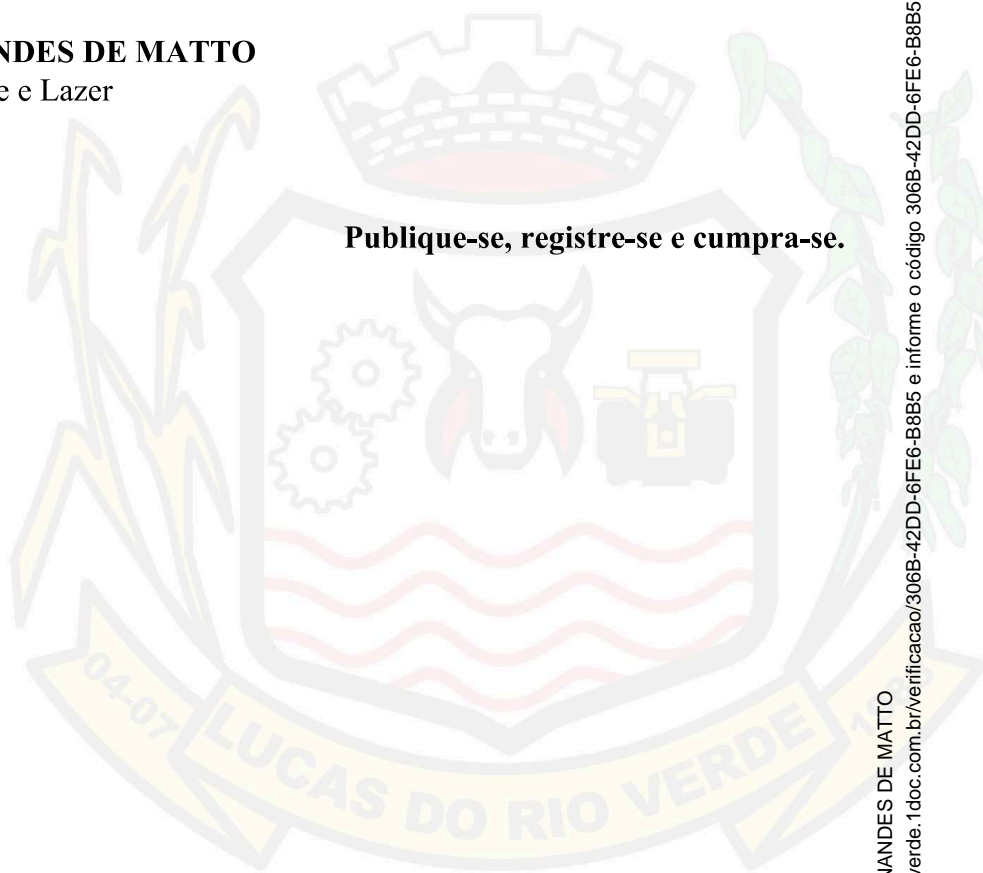 NDES DE MATTO
e e Lazer
Publique-se, registre-se e cumpra-se.
04-07
LUCAS DO RIO VERDE
NANDES DE MATTO
verde.1doc.com.br/verificacao/306B-42DD-6FE6-B8B5 e informe o código 306B-42DD-6FE6-B8B5